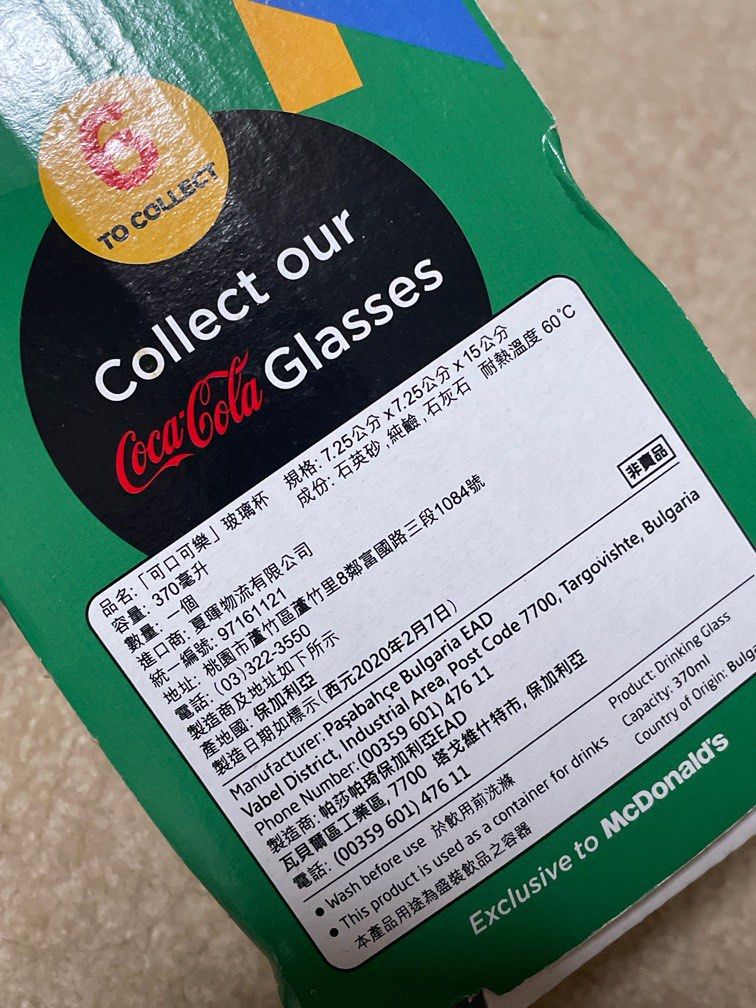 6
TO COLLECT
Collect our
Coca-Cola Glasses
品名: 「可口可樂」玻璃杯 規格: 7.25公分 x 7.25公分 x 15公分
容量: 370毫升 成份: 石英砂,純鹼,石灰石 耐熱溫度 60°C
數量: 一個
進口商: 夏暉物流有限公司
統一編號: 97161121 非賣品
地址: 桃園市蘆竹區蘆竹里8鄰富國路三段1084號
電話: (03)322-3550
製造商及地址如下所示
產地國: 保加利亞
製造日期如標示(西元2020年2月7日)
Manufacturer: Paşabahçe Bulgaria EAD
Vabel District, Industrial Area, Post Code 7700, Targovishte, Bulgaria
Phone Number: (00359 601) 476 11
製造商: 帕莎帕琦保加利亞EAD
瓦貝爾區工業區, 7700 塔戈維什特市, 保加利亞
電話: (00359 601) 476 11
Product: Drinking Glass
Capacity: 370ml
Country of Origin: Bulga
• Wash before use 於飲用前洗滌
• This product is used as a container for drinks
本產品用途為盛裝飲品之容器
Exclusive to McDonald's